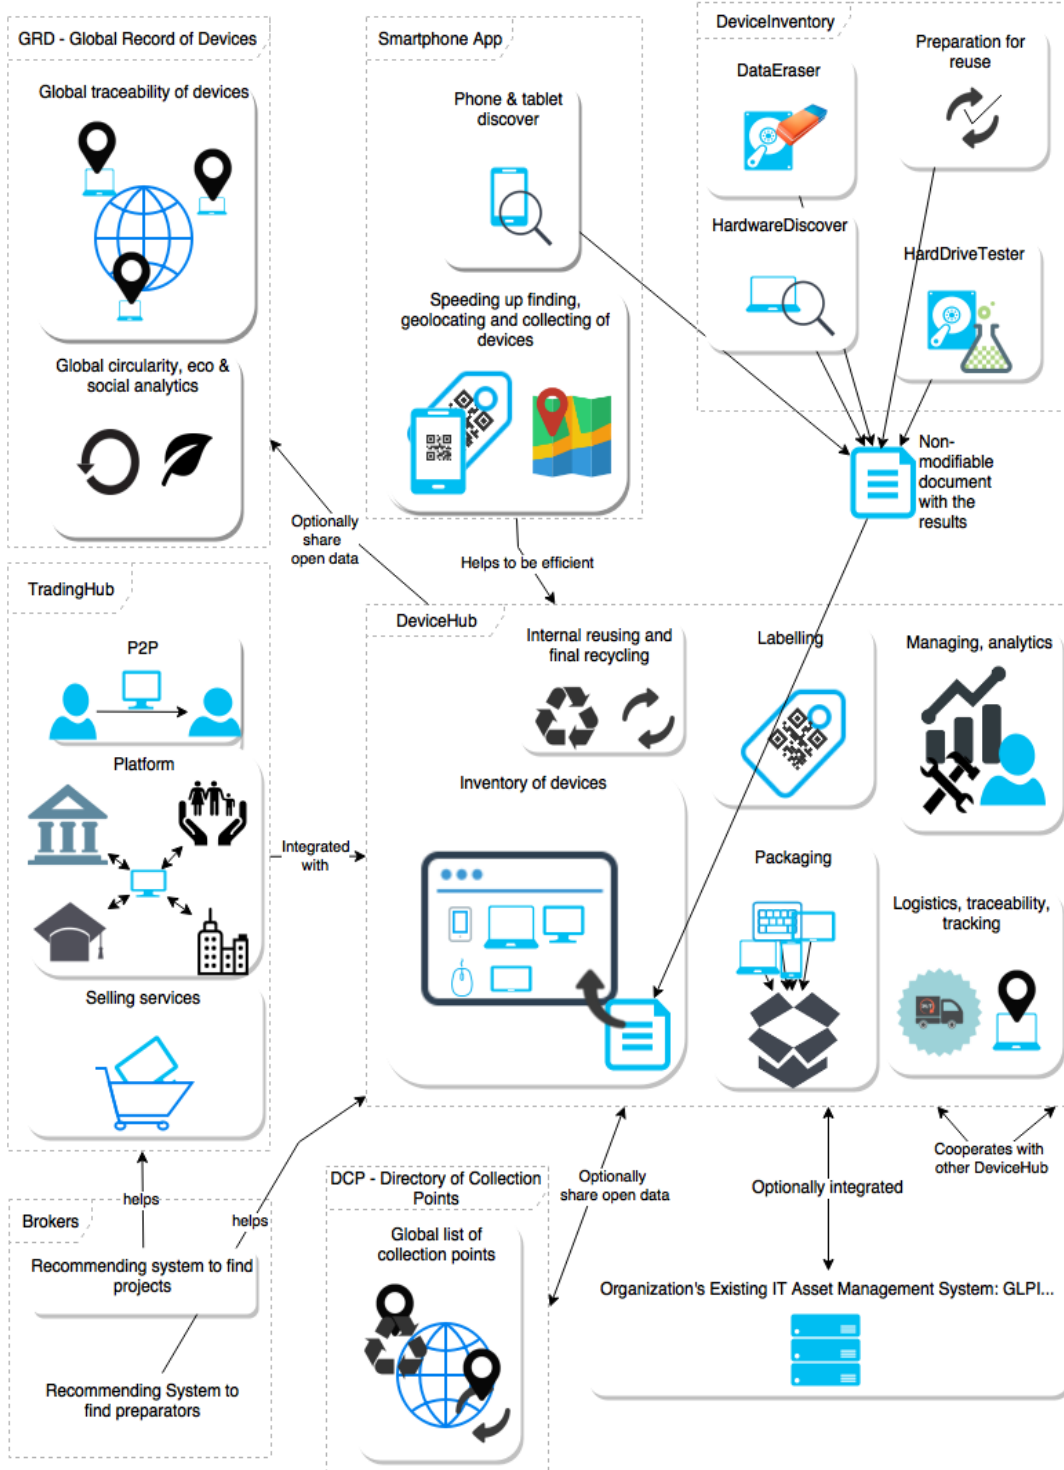 GRD - Global Record of Devices
Global traceability of devices
Global circularity, eco &
social analytics
Smartphone App
Phone & tablet
discover
Speeding up finding,
geolocating and collecting of
devices
DeviceInventory
DataEraser
Preparation for
reuse
HardwareDiscover
HardDriveTester
Non-
modifiable
document
with the
results
Optionally
share
open data
Helps to be efficient
TradingHub
P2P
Platform
Selling services
Integrated
with
DeviceHub
Internal reusing and
final recycling
Labelling
Managing, analytics
Inventory of devices
Packaging
Logistics, traceability,
tracking
helps
helps
Brokers
Recommending system to find
projects
Recommending System to
find preparators
DCP - Directory of Collection
Points
Global list of
collection points
Optionally
share open data
Optionally integrated
Cooperates with
other DeviceHub
Organization's Existing IT Asset Management System: GLPI...